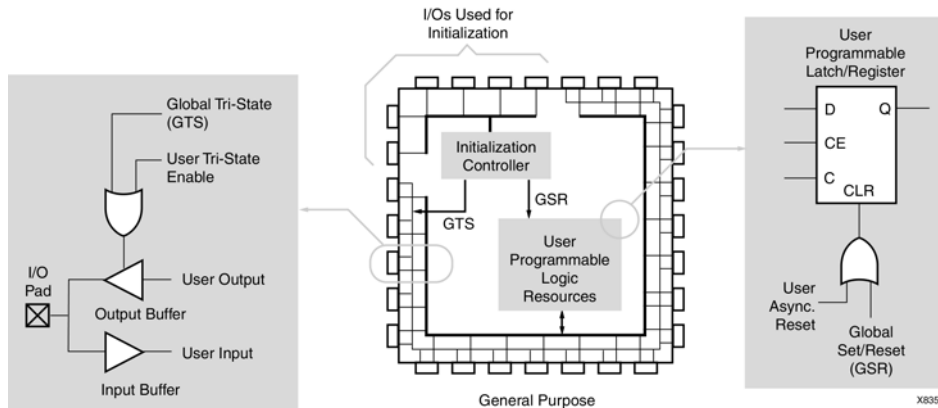 I/Os Used for
Initialization
Global Tri-State
(GTS)
User Tri-State
Enable
I/O
Pad
User Output
Output Buffer
User Input
Input Buffer
Initialization
Controller
GTS
GSR
User
Programmable
Logic
Resources
General Purpose
User
Programmable
Latch/Register
D
Q
CE
C
CLR
User
Async.
Reset
Global
Set/Reset
(GSR)